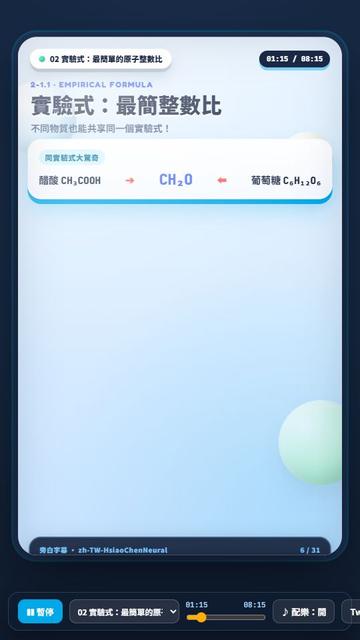 02 實驗式：最簡單的原子整數比
01:15 / 08:15
2-1.1 · EMPIRICAL FORMULA
實驗式：最簡整數比
不同物質也能共享同一個實驗式！
同實驗式大驚奇
醋酸 CH₃COOH → CH₂O ← 葡萄糖 C₆H₁₂O₆
旁白字幕 • zh-TW-HsiaoChenNeural
6 / 31
暫停
02 實驗式：最簡單的原
01:15
08:15
♪ 配樂：開
Tw